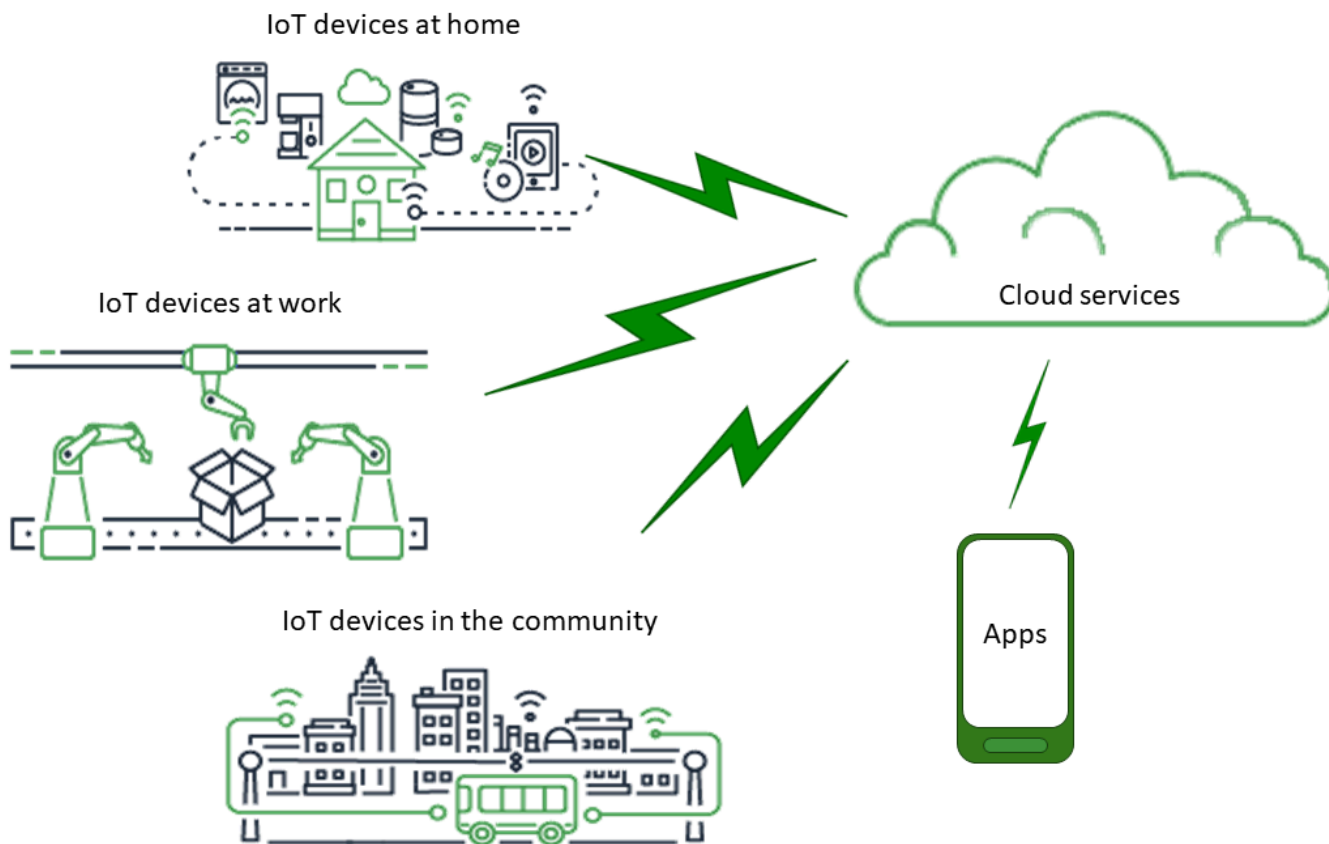 IoT devices at home
Cloud services
IoT devices at work
IoT devices in the community
Apps